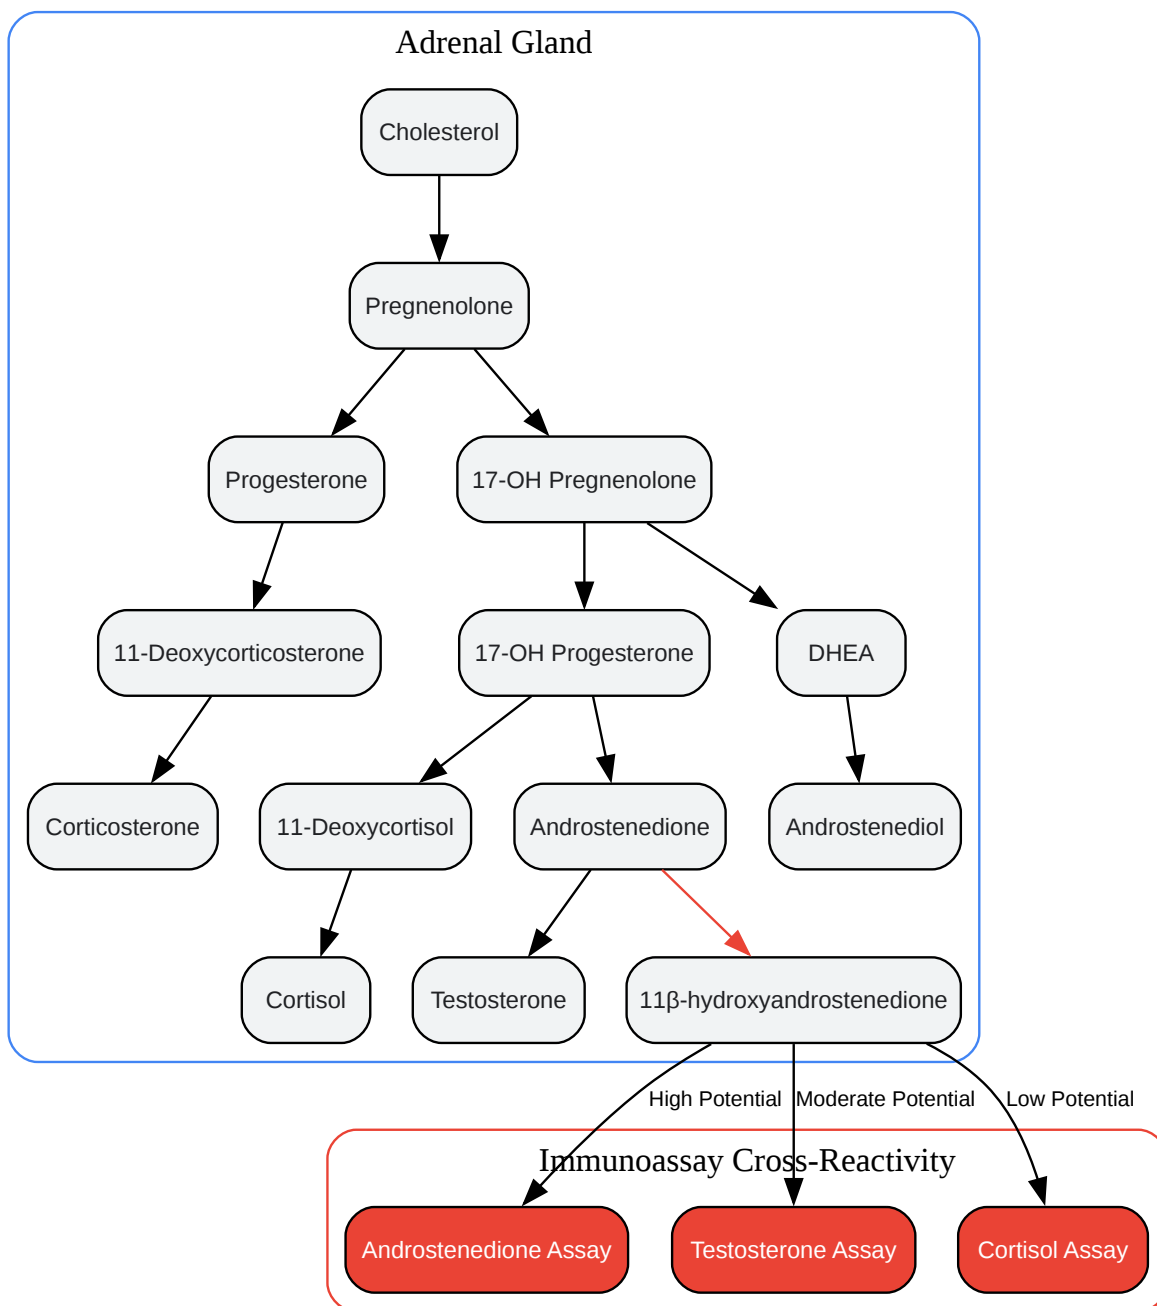 Adrenal Gland
Cholesterol
Pregnenolone
Progesterone
17-OH Pregnenolone
11-Deoxycorticosterone
17-OH Progesterone
DHEA
Corticosterone
11-Deoxycortisol
Androstenedione
Androstenediol
Cortisol
Testosterone
11β-hydroxyandrostenedione
High Potential
Moderate Potential
Low Potential
Immunoassay Cross-Reactivity
Androstenedione Assay
Testosterone Assay
Cortisol Assay